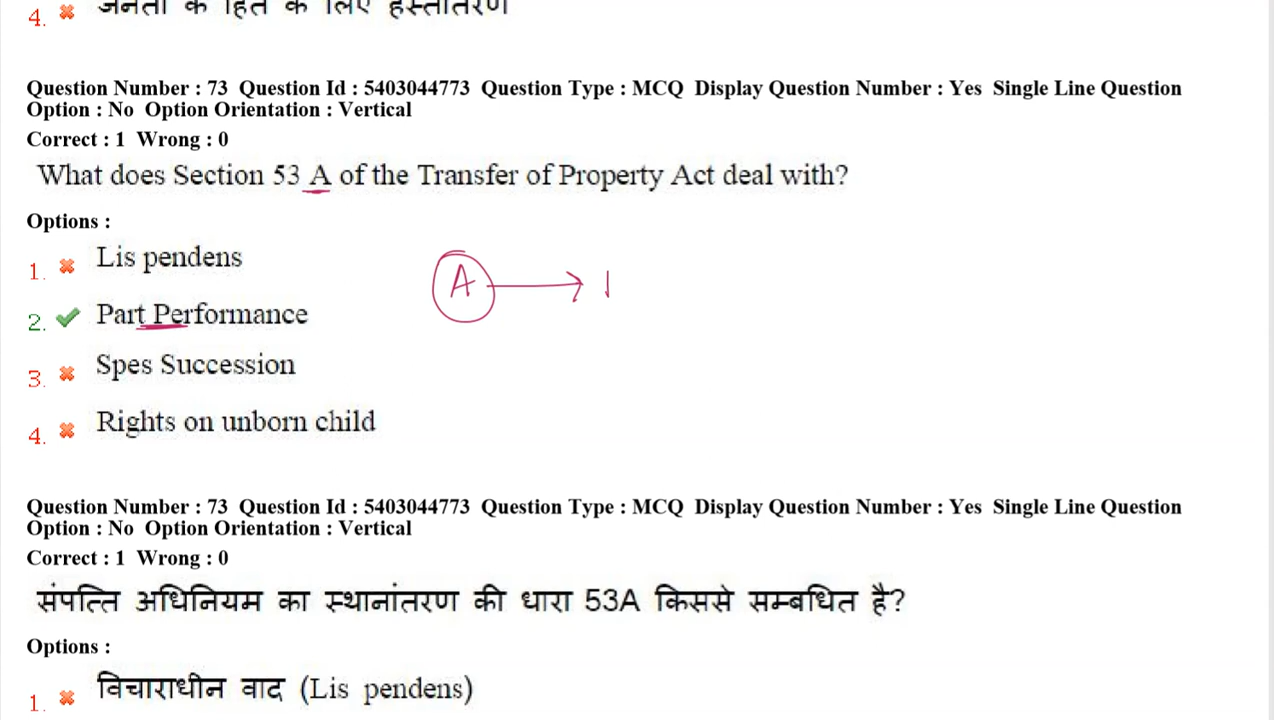 4. जनता के हित के लिए हस्तांतरण
Question Number : 73 Question Id : 5403044773 Question Type : MCQ Display Question Number : Yes Single Line Question
Option : No Option Orientation : Vertical
Correct : 1 Wrong : 0
What does Section 53 A of the Transfer of Property Act deal with?
Options :
1. Lis pendens
2. Part Performance
3. Spes Succession
4. Rights on unborn child
A
Question Number : 73 Question Id : 5403044773 Question Type : MCQ Display Question Number : Yes Single Line Question
Option : No Option Orientation : Vertical
Correct : 1 Wrong : 0
संपत्ति अधिनियम का स्थानांतरण की धारा 53A किससे सम्बधित है?
Options :
1. विचाराधीन वाद (Lis pendens)